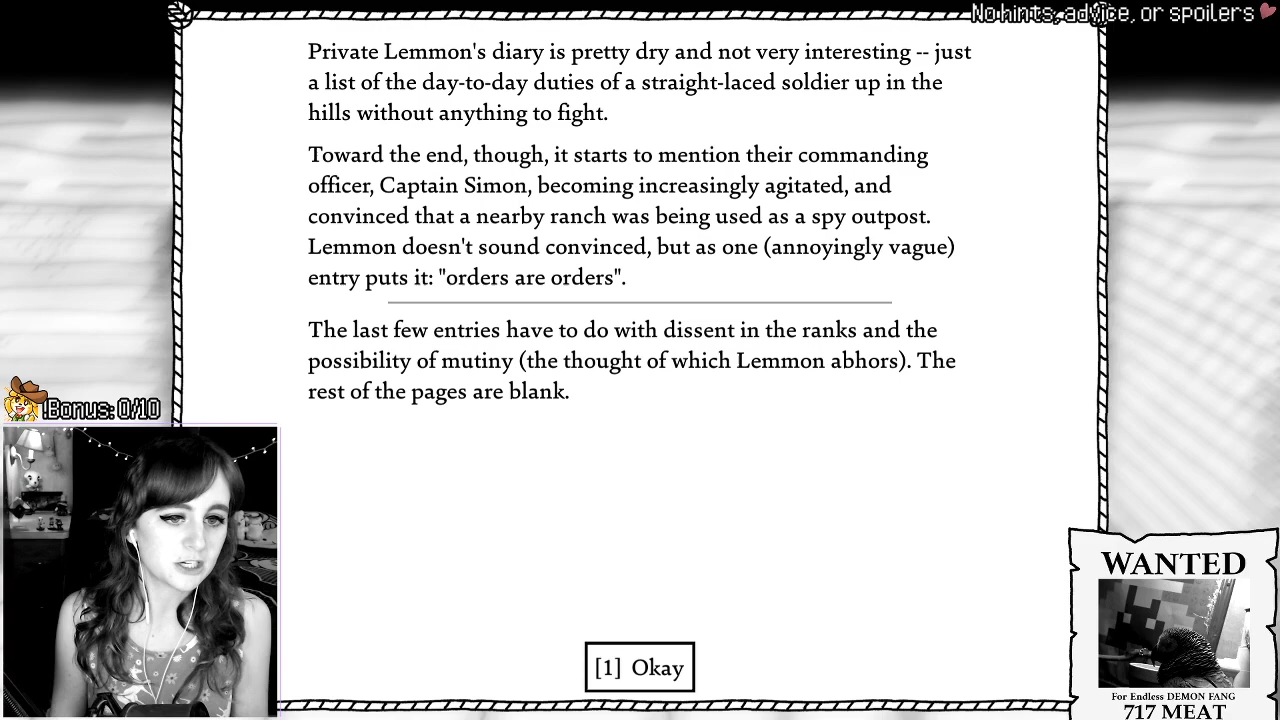 No hints, advice, or spoilers
Private Lemmon's diary is pretty dry and not very interesting -- just
a list of the day-to-day duties of a straight-laced soldier up in the
hills without anything to fight.
Toward the end, though, it starts to mention their commanding
officer, Captain Simon, becoming increasingly agitated, and
convinced that a nearby ranch was being used as a spy outpost.
Lemmon doesn't sound convinced, but as one (annoyingly vague)
entry puts it: "orders are orders".
The last few entries have to do with dissent in the ranks and the
possibility of mutiny (the thought of which Lemmon abhors). The
rest of the pages are blank.
!Bonus: 0/10
[1] Okay
WANTED
For Endless DEMON FANG
717 MEAT